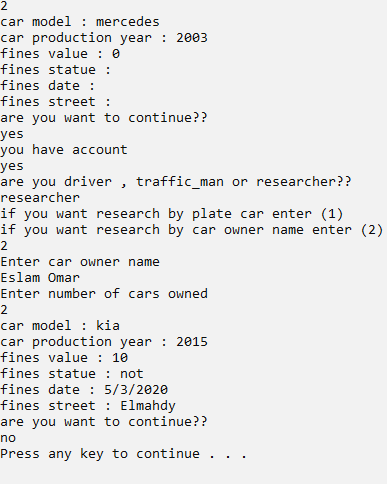 2
car model : mercedes
car production year : 2003
fines value : 0
fines statue :
fines date :
fines street :
are you want to continue??
yes
you have account
yes
are you driver , traffic_man or researcher??
researcher
if you want research by plate car enter (1)
if you want research by car owner name enter (2)
2
Enter car owner name
Eslam Omar
Enter number of cars owned
2
car model : kia
car production year : 2015
fines value : 10
fines statue : not
fines date : 5/3/2020
fines street : Elmahdy
are you want to continue??
no
Press any key to continue . . .